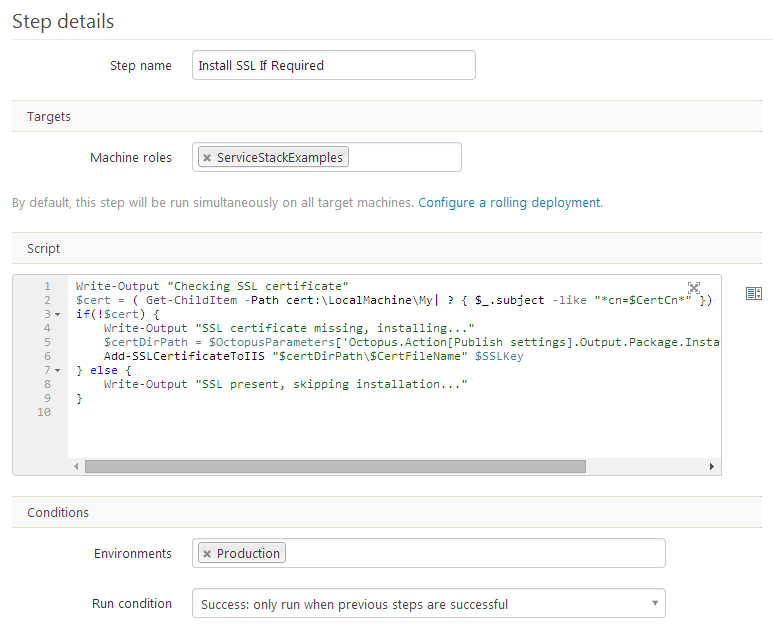 Step details
Step name Install SSL If Required
Targets
Machine roles × ServiceStackExamples
By default, this step will be run simultaneously on all target machines. Configure a rolling deployment.
Script
1 Write-Output "Checking SSL certificate"
2 $cert = ( Get-ChildItem -Path cert:\LocalMachine\My| ? { $_.subject -like "*cn=$CertCn*" })
3 if(!$cert) {
4 Write-Output "SSL certificate missing, installing..."
5 $certDirPath = $OctopusParameters['Octopus.Action[Publish settings].Output.Package.Insta
6 Add-SSLCertificateToIIS "$certDirPath\$CertFileName" $SSLKey
7 } else {
8 Write-Output "SSL present, skipping installation..."
9 }
10
Conditions
Environments × Production
Run condition Success: only run when previous steps are successful